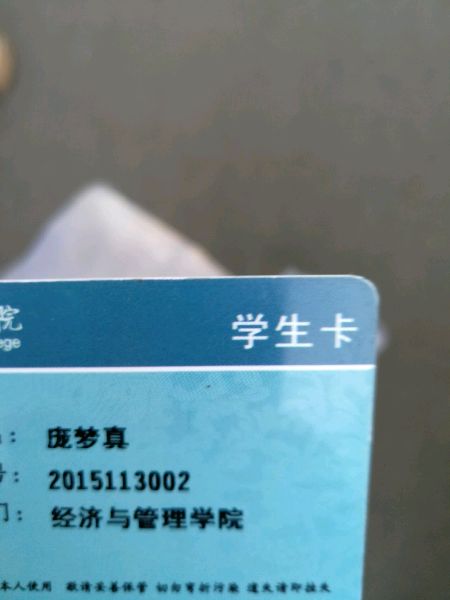 院 学生卡
ege
: 庞梦真
号: 2015113002
门: 经济与管理学院
本人使用 敬请妥善保管 切勿弯折污染 遗失请即挂失